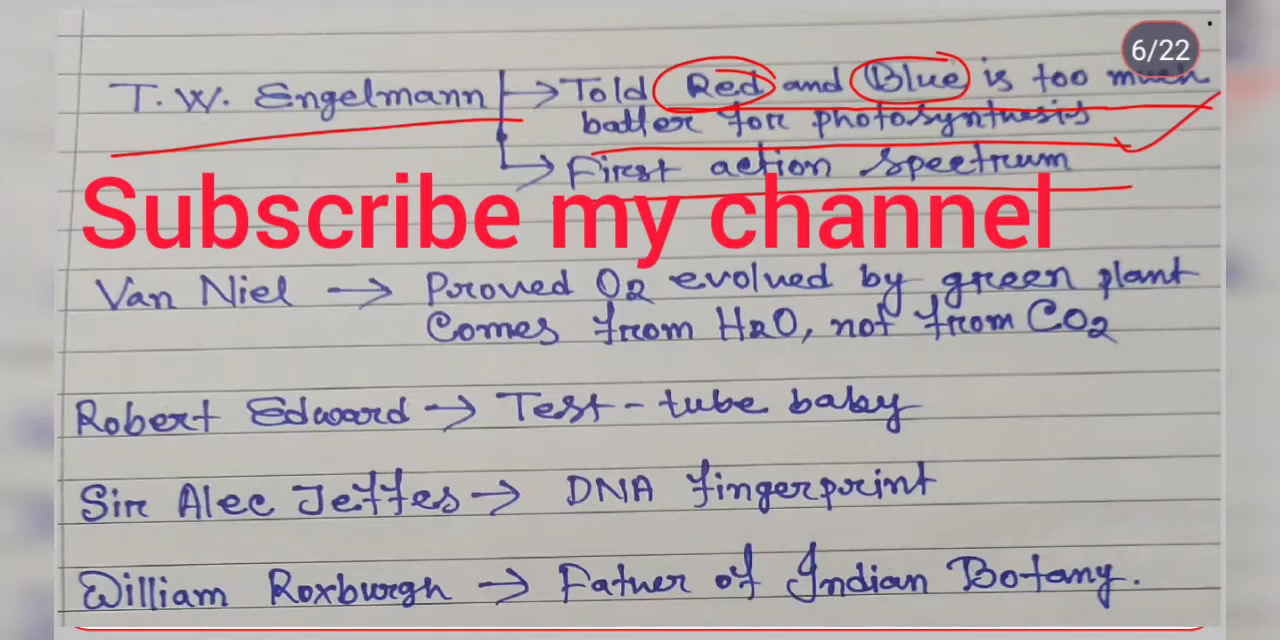 6/22
T. W. Engelmann → Told Red and Blue is too much
batter for photosynthesis
→ First action spectrum
Subscribe my channel
Van Niel → Proved O2 evolved by green plant
Comes from H2O, not from CO2
Robert Edward → Test-tube baby
Sir Alec Jeffes → DNA fingerprint
William Roxburgh → Father of Indian Botany.